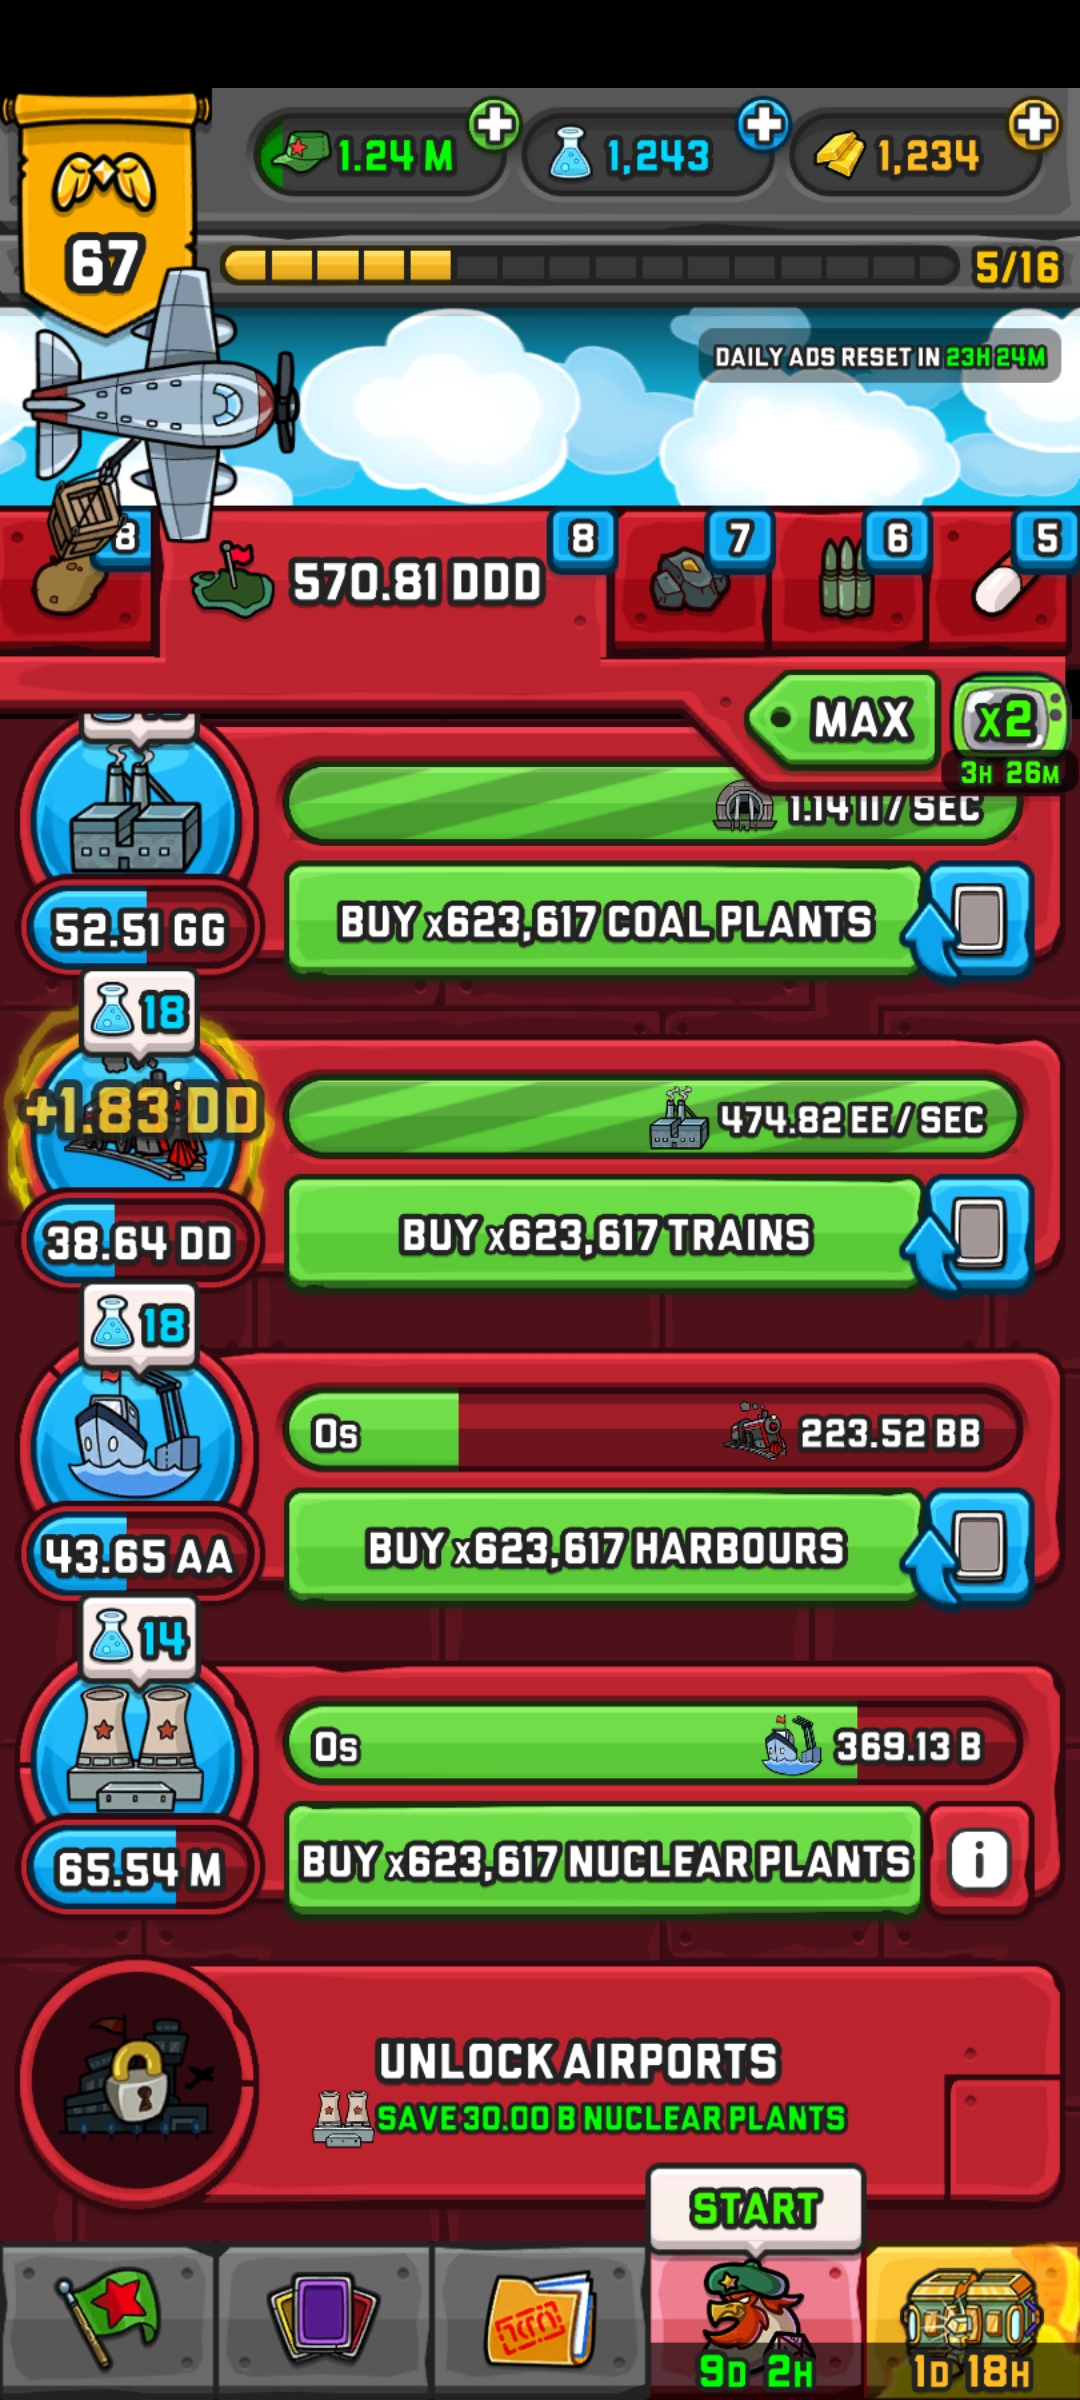 67
1.24 M
1,243
1,234
5/16
DAILY ADS RESET IN 23H 24M
8
570.81 DDD
8
7
6
5
MAX
x2
3H 26M
1.14 II / SEC
BUY x623,617 COAL PLANTS
52.51 GG
18
+1.83 DD
474.82 EE / SEC
BUY x623,617 TRAINS
38.64 DD
18
0s
223.52 BB
BUY x623,617 HARBOURS
43.65 AA
14
0s
369.13 B
BUY x623,617 NUCLEAR PLANTS
i
65.54 M
UNLOCK AIRPORTS
SAVE 30.00 B NUCLEAR PLANTS
START
9D 2H
1D 18H